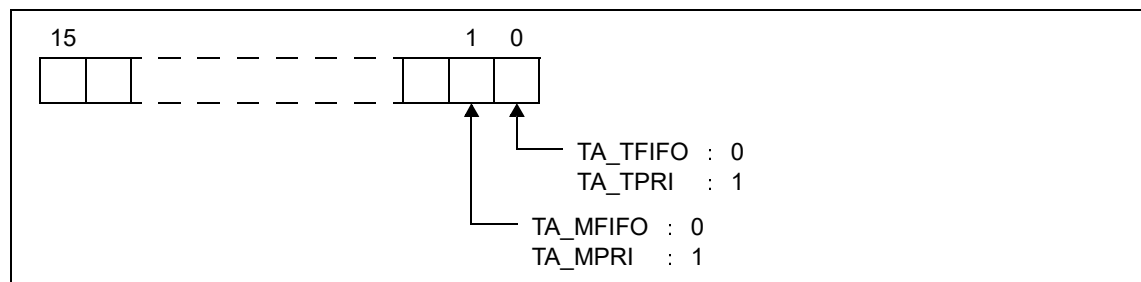 15 1 0
TA_TFIFO : 0
TA_TPRI : 1
TA_MFIFO : 0
TA_MPRI : 1